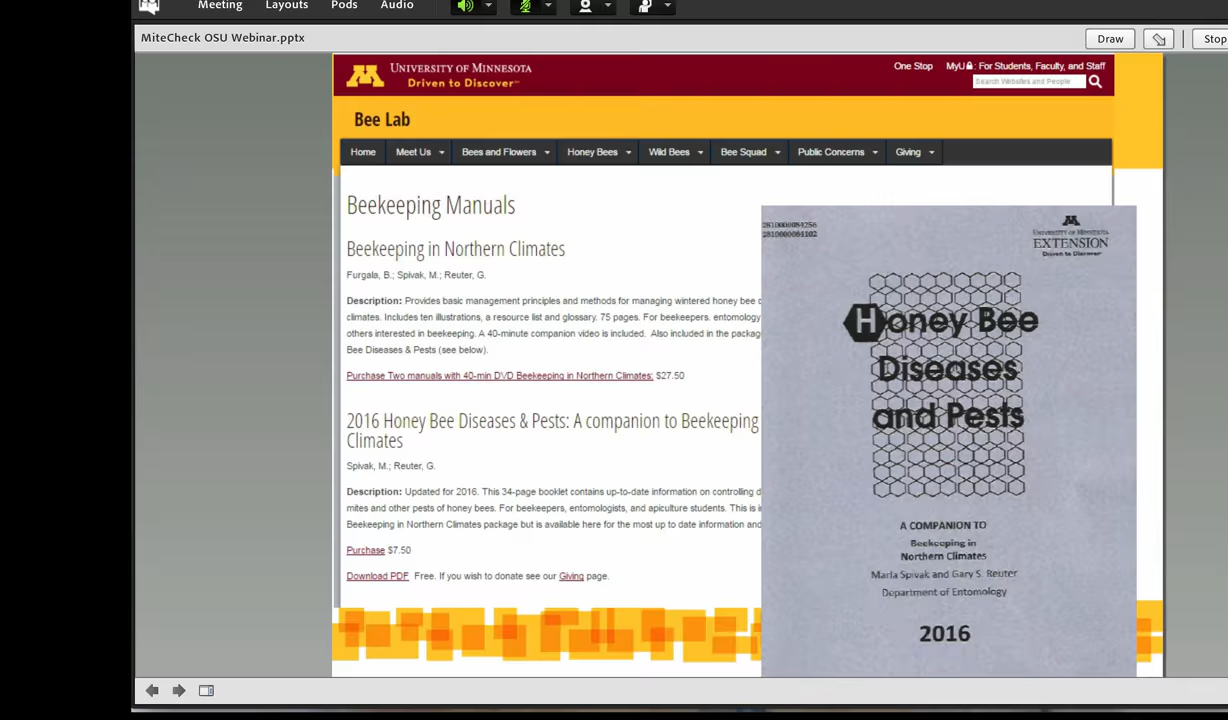 Meeting Layouts Pods Audio
MiteCheck OSU Webinar.pptx
Draw
Stop
UNIVERSITY OF MINNESOTA
Driven to Discover℠
One Stop MyU: For Students, Faculty, and Staff
Search Websites and People
Bee Lab
Home Meet Us Bees and Flowers Honey Bees Wild Bees Bee Squad Public Concerns Giving
Beekeeping Manuals
Beekeeping in Northern Climates
Furgala, B.; Spivak, M.; Reuter, G.
Description: Provides basic management principles and methods for managing wintered honey bee
climates. Includes ten illustrations, a resource list and glossary. 75 pages. For beekeepers. entomology
others interested in beekeeping. A 40-minute companion video is included. Also included in the packag
Bee Diseases & Pests (see below).
Purchase Two manuals with 40-min DVD Beekeeping in Northern Climates: $27.50
2016 Honey Bee Diseases & Pests: A companion to Beekeeping
Climates
Spivak, M.; Reuter, G.
Description: Updated for 2016. This 34-page booklet contains up-to-date information on controlling d
mites and other pests of honey bees. For beekeepers, entomologists, and apiculture students. This is i
Beekeeping in Northern Climates package but is available here for the most up to date information and
Purchase $7.50
Download PDF Free. If you wish to donate see our Giving page.
2810000084256
2810000084102
UNIVERSITY OF MINNESOTA
EXTENSION
Driven to Discover℠
Honey Bee
Diseases
and Pests
A COMPANION TO
Beekeeping in
Northern Climates
Marla Spivak and Gary S. Reuter
Department of Entomology
2016